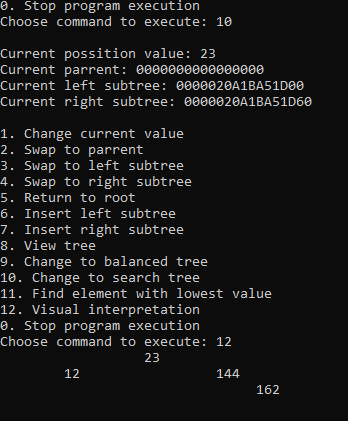 0. Stop program execution
Choose command to execute: 10
Current possition value: 23
Current parrent: 0000000000000000
Current left subtree: 0000020A1BA51D00
Current right subtree: 0000020A1BA51D60
1. Change current value
2. Swap to parrent
3. Swap to left subtree
4. Swap to right subtree
5. Return to root
6. Insert left subtree
7. Insert right subtree
8. View tree
9. Change to balanced tree
10. Change to search tree
11. Find element with lowest value
12. Visual interpretation
0. Stop program execution
Choose command to execute: 12
23
12 144
162